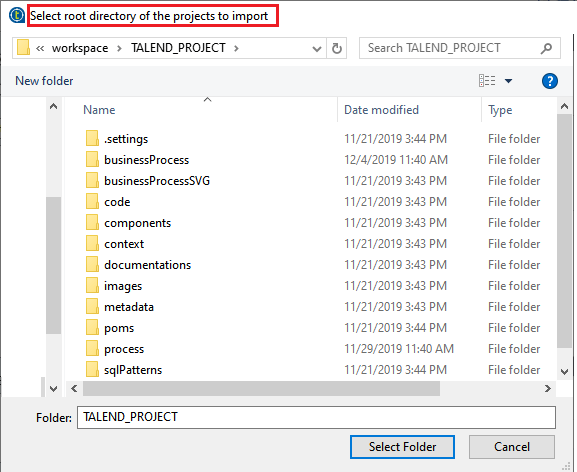 Select root directory of the projects to import
« workspace > TALEND_PROJECT
Search TALEND_PROJECT
New folder
?
Name Date modified Type
.settings 11/21/2019 3:44 PM File folder
businessProcess 12/4/2019 11:40 AM File folder
businessProcessSVG 11/21/2019 3:43 PM File folder
code 11/21/2019 3:43 PM File folder
components 11/21/2019 3:44 PM File folder
context 11/21/2019 3:43 PM File folder
documentations 11/21/2019 3:43 PM File folder
images 11/21/2019 3:43 PM File folder
metadata 11/21/2019 3:43 PM File folder
poms 11/21/2019 3:44 PM File folder
process 11/29/2019 11:40 AM File folder
sqlPatterns 11/21/2019 3:44 PM File folder
Folder: TALEND_PROJECT
Select Folder Cancel